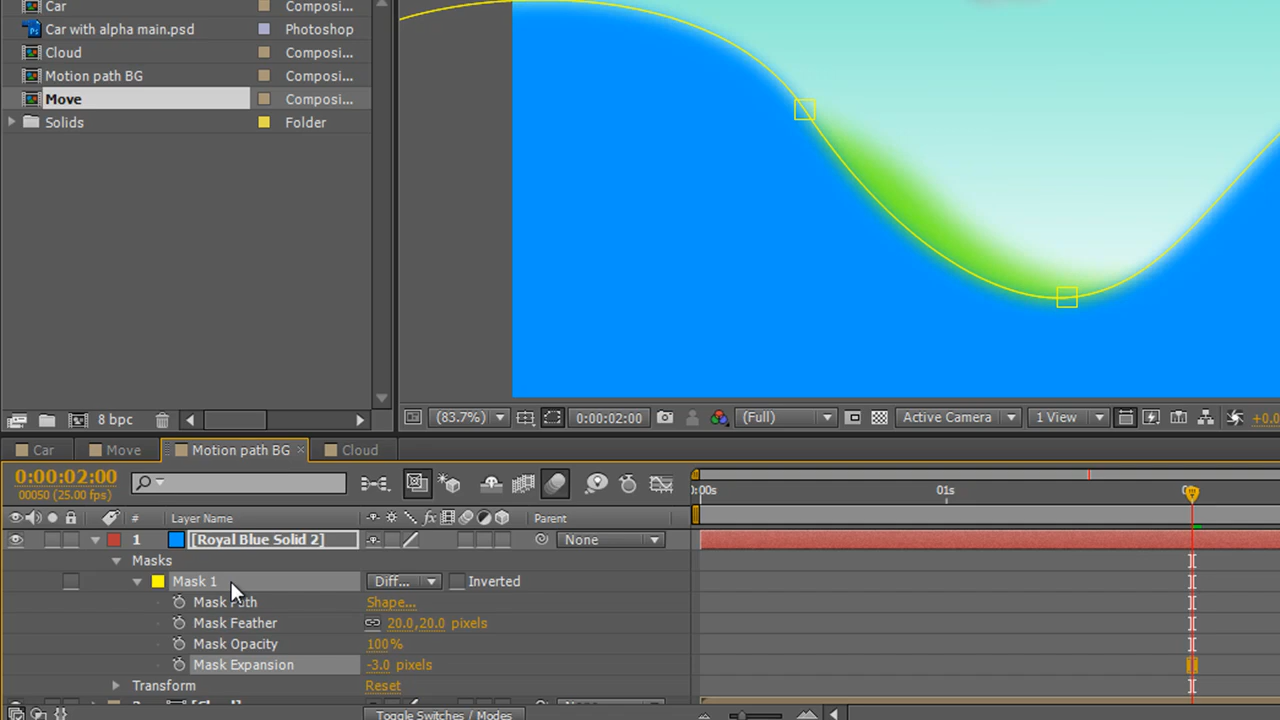 Car Composi...
Car with alpha main.psd Photoshop
Cloud Composi...
Motion path BG Composi...
Move Composi...
Solids Folder
8 bpc (83.7%) 0:00:02:00 (Full) Active Camera 1 View +0.0
Car Move Motion path BG × Cloud
0:00:02:00
00050 (25.00 fps)
):00s 01s
# Layer Name Parent
1 [Royal Blue Solid 2] None
Masks
Mask 1 Diff... Inverted
Mask Path Shape...
Mask Feather 20.0,20.0 pixels
Mask Opacity 100%
Mask Expansion -3.0 pixels
Transform Reset
Toggle Switches / Modes